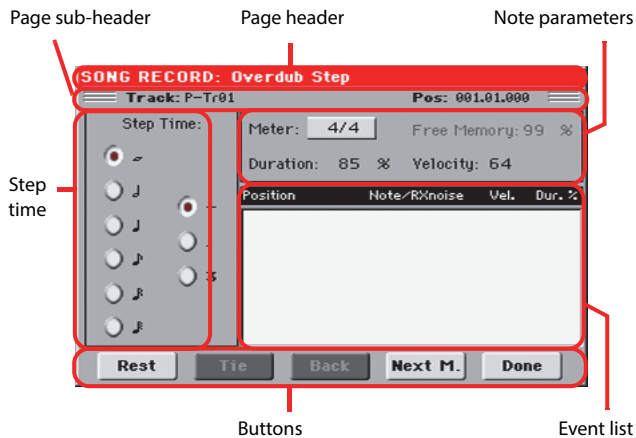 Page sub-header Page header Note parameters
SONG RECORD: Overdub Step
Track: P-Tr01 Pos: 001.01.000
Step Time:
Meter: 4/4 Free Memory: 99 %
Duration: 85 % Velocity: 64
Step
time
Position Note/RXnoise Vel. Dur.%
Rest Tie Back Next M. Done
Buttons Event list